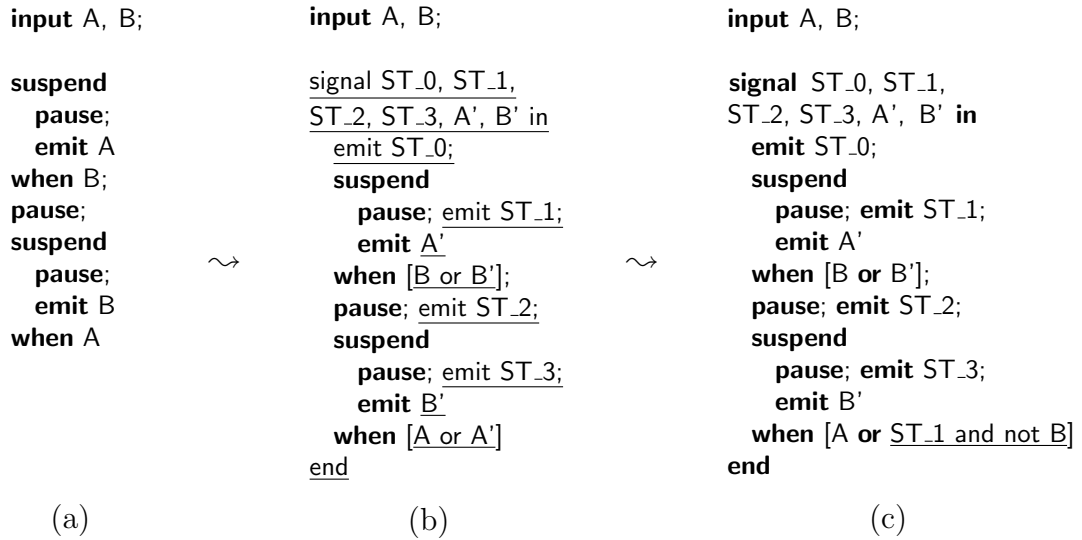 input A, B;
suspend
pause;
emit A
when B;
pause;
suspend
pause;
emit B
when A
(a)
⤳
input A, B;
signal ST_0, ST_1,
ST_2, ST_3, A', B' in
emit ST_0;
suspend
pause; emit ST_1;
emit A'
when [B or B'];
pause; emit ST_2;
suspend
pause; emit ST_3;
emit B'
when [A or A']
end
(b)
⤳
input A, B;
signal ST_0, ST_1,
ST_2, ST_3, A', B' in
emit ST_0;
suspend
pause; emit ST_1;
emit A'
when [B or B'];
pause; emit ST_2;
suspend
pause; emit ST_3;
emit B'
when [A or ST_1 and not B]
end
(c)